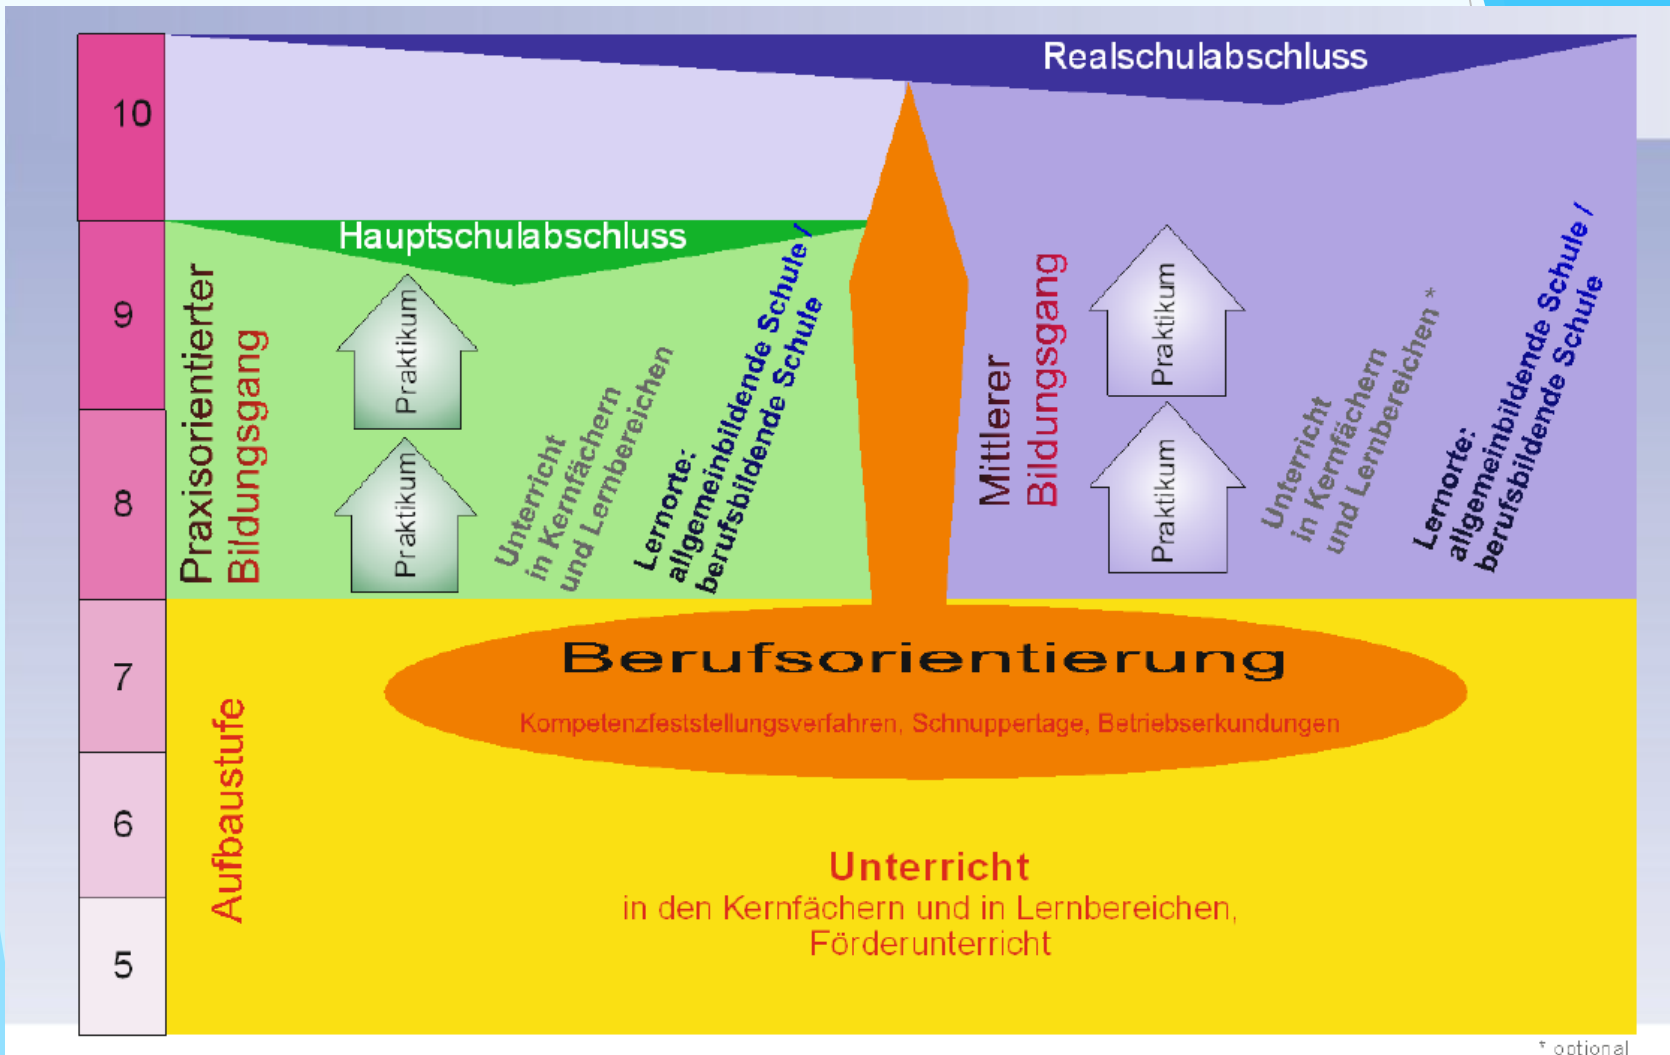 Realschulabschluss
10
Hauptschulabschluss
9
8
7
6
5
Praxisorientierter
Bildungsgang
Praktikum
Praktikum
Unterricht
in Kernfächern
und Lernbereichen
Lernorte:
allgemeinbildende Schule /
berufsbildende Schule
Mittlerer
Bildungsgang
Praktikum
Praktikum
Unterricht
in Kernfächern
und Lernbereichen *
Lernorte:
allgemeinbildende Schule /
berufsbildende Schule
Berufsorientierung
Kompetenzfeststellungsverfahren, Schnuppertage, Betriebserkundungen
Aufbaustufe
Unterricht
in den Kernfächern und in Lernbereichen,
Förderunterricht
* optional